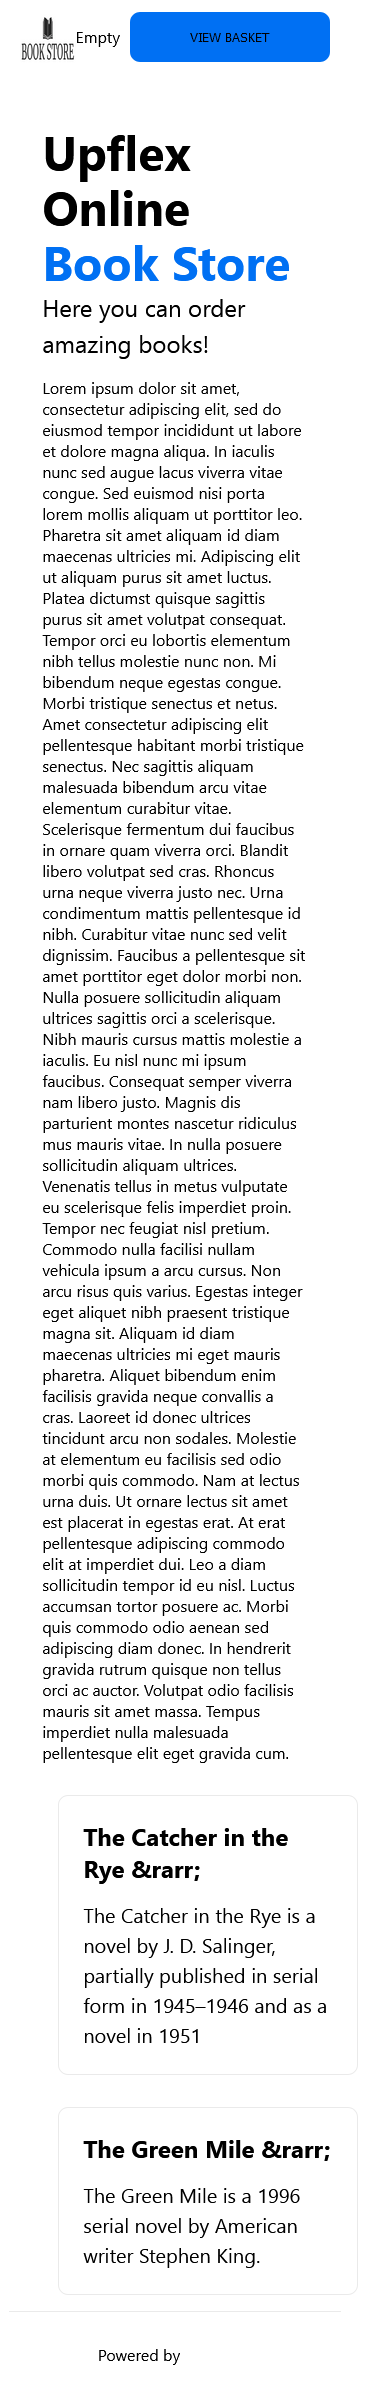 BOOK STORE Empty VIEW BASKET
Upflex
Online
Book Store
Here you can order
amazing books!
Lorem ipsum dolor sit amet,
consectetur adipiscing elit, sed do
eiusmod tempor incididunt ut labore
et dolore magna aliqua. In iaculis
nunc sed augue lacus viverra vitae
congue. Sed euismod nisi porta
lorem mollis aliquam ut porttitor leo.
Pharetra sit amet aliquam id diam
maecenas ultricies mi. Adipiscing elit
ut aliquam purus sit amet luctus.
Platea dictumst quisque sagittis
purus sit amet volutpat consequat.
Tempor orci eu lobortis elementum
nibh tellus molestie nunc non. Mi
bibendum neque egestas congue.
Morbi tristique senectus et netus.
Amet consectetur adipiscing elit
pellentesque habitant morbi tristique
senectus. Nec sagittis aliquam
malesuada bibendum arcu vitae
elementum curabitur vitae.
Scelerisque fermentum dui faucibus
in ornare quam viverra orci. Blandit
libero volutpat sed cras. Rhoncus
urna neque viverra justo nec. Urna
condimentum mattis pellentesque id
nibh. Curabitur vitae nunc sed velit
dignissim. Faucibus a pellentesque sit
amet porttitor eget dolor morbi non.
Nulla posuere sollicitudin aliquam
ultrices sagittis orci a scelerisque.
Nibh mauris cursus mattis molestie a
iaculis. Eu nisl nunc mi ipsum
faucibus. Consequat semper viverra
nam libero justo. Magnis dis
parturient montes nascetur ridiculus
mus mauris vitae. In nulla posuere
sollicitudin aliquam ultrices.
Venenatis tellus in metus vulputate
eu scelerisque felis imperdiet proin.
Tempor nec feugiat nisl pretium.
Commodo nulla facilisi nullam
vehicula ipsum a arcu cursus. Non
arcu risus quis varius. Egestas integer
eget aliquet nibh praesent tristique
magna sit. Aliquam id diam
maecenas ultricies mi eget mauris
pharetra. Aliquet bibendum enim
facilisis gravida neque convallis a
cras. Laoreet id donec ultrices
tincidunt arcu non sodales. Molestie
at elementum eu facilisis sed odio
morbi quis commodo. Nam at lectus
urna duis. Ut ornare lectus sit amet
est placerat in egestas erat. At erat
pellentesque adipiscing commodo
elit at imperdiet dui. Leo a diam
sollicitudin tempor id eu nisl. Luctus
accumsan tortor posuere ac. Morbi
quis commodo odio aenean sed
adipiscing diam donec. In hendrerit
gravida rutrum quisque non tellus
orci ac auctor. Volutpat odio facilisis
mauris sit amet massa. Tempus
imperdiet nulla malesuada
pellentesque elit eget gravida cum.
The Catcher in the
Rye &rarr;
The Catcher in the Rye is a
novel by J. D. Salinger,
partially published in serial
form in 1945–1946 and as a
novel in 1951
The Green Mile &rarr;
The Green Mile is a 1996
serial novel by American
writer Stephen King.
Powered by